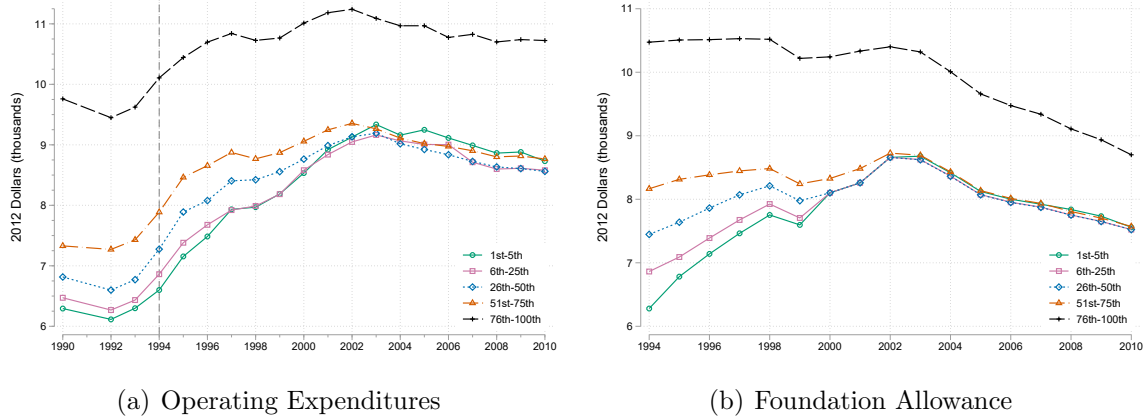 11
10
9
8
7
6
2012 Dollars (thousands)
1990 1992 1994 1996 1998 2000 2002 2004 2006 2008 2010
1st-5th
6th-25th
26th-50th
51st-75th
76th-100th
(a) Operating Expenditures
11
10
9
8
7
6
2012 Dollars (thousands)
1994 1996 1998 2000 2002 2004 2006 2008 2010
1st-5th
6th-25th
26th-50th
51st-75th
76th-100th
(b) Foundation Allowance